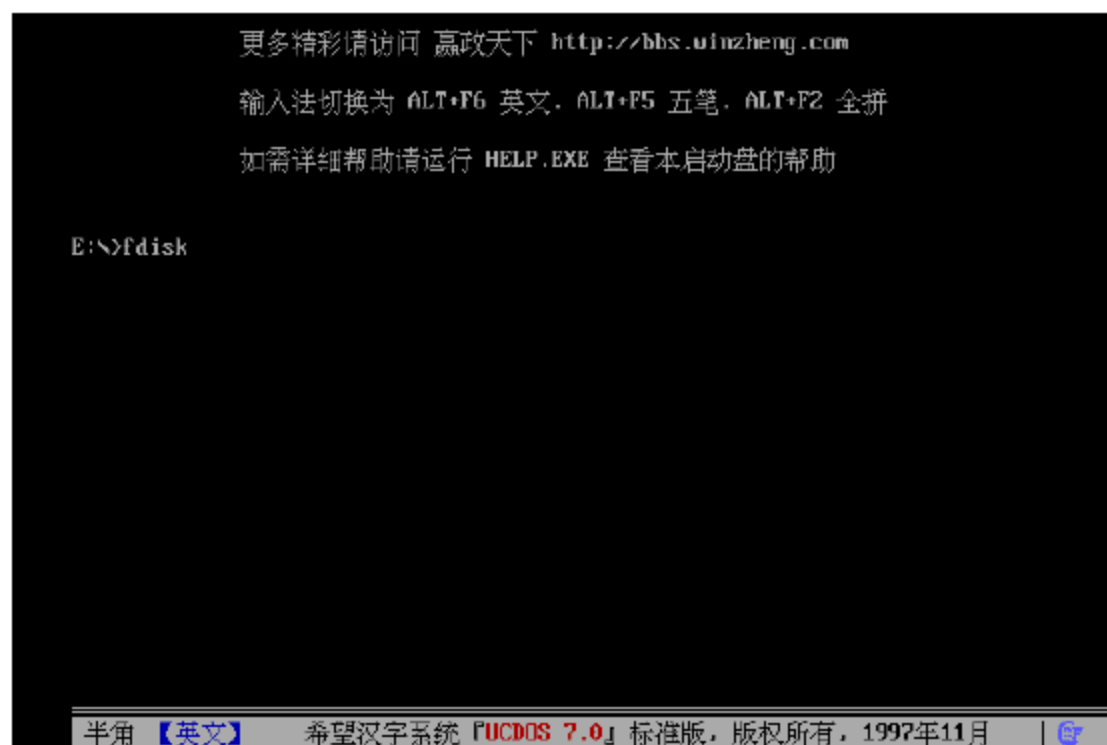 更多精彩请访问 赢政天下 http://bbs.winzheng.com
输入法切换为 ALT+F6 英文. ALT+F5 五笔. ALT+F2 全拼
如需详细帮助请运行 HELP.EXE 查看本启动盘的帮助
E:\>fdisk
半角 【英文】 希望汉字系统『UCDOS 7.0』标准版，版权所有，1997年11月 |